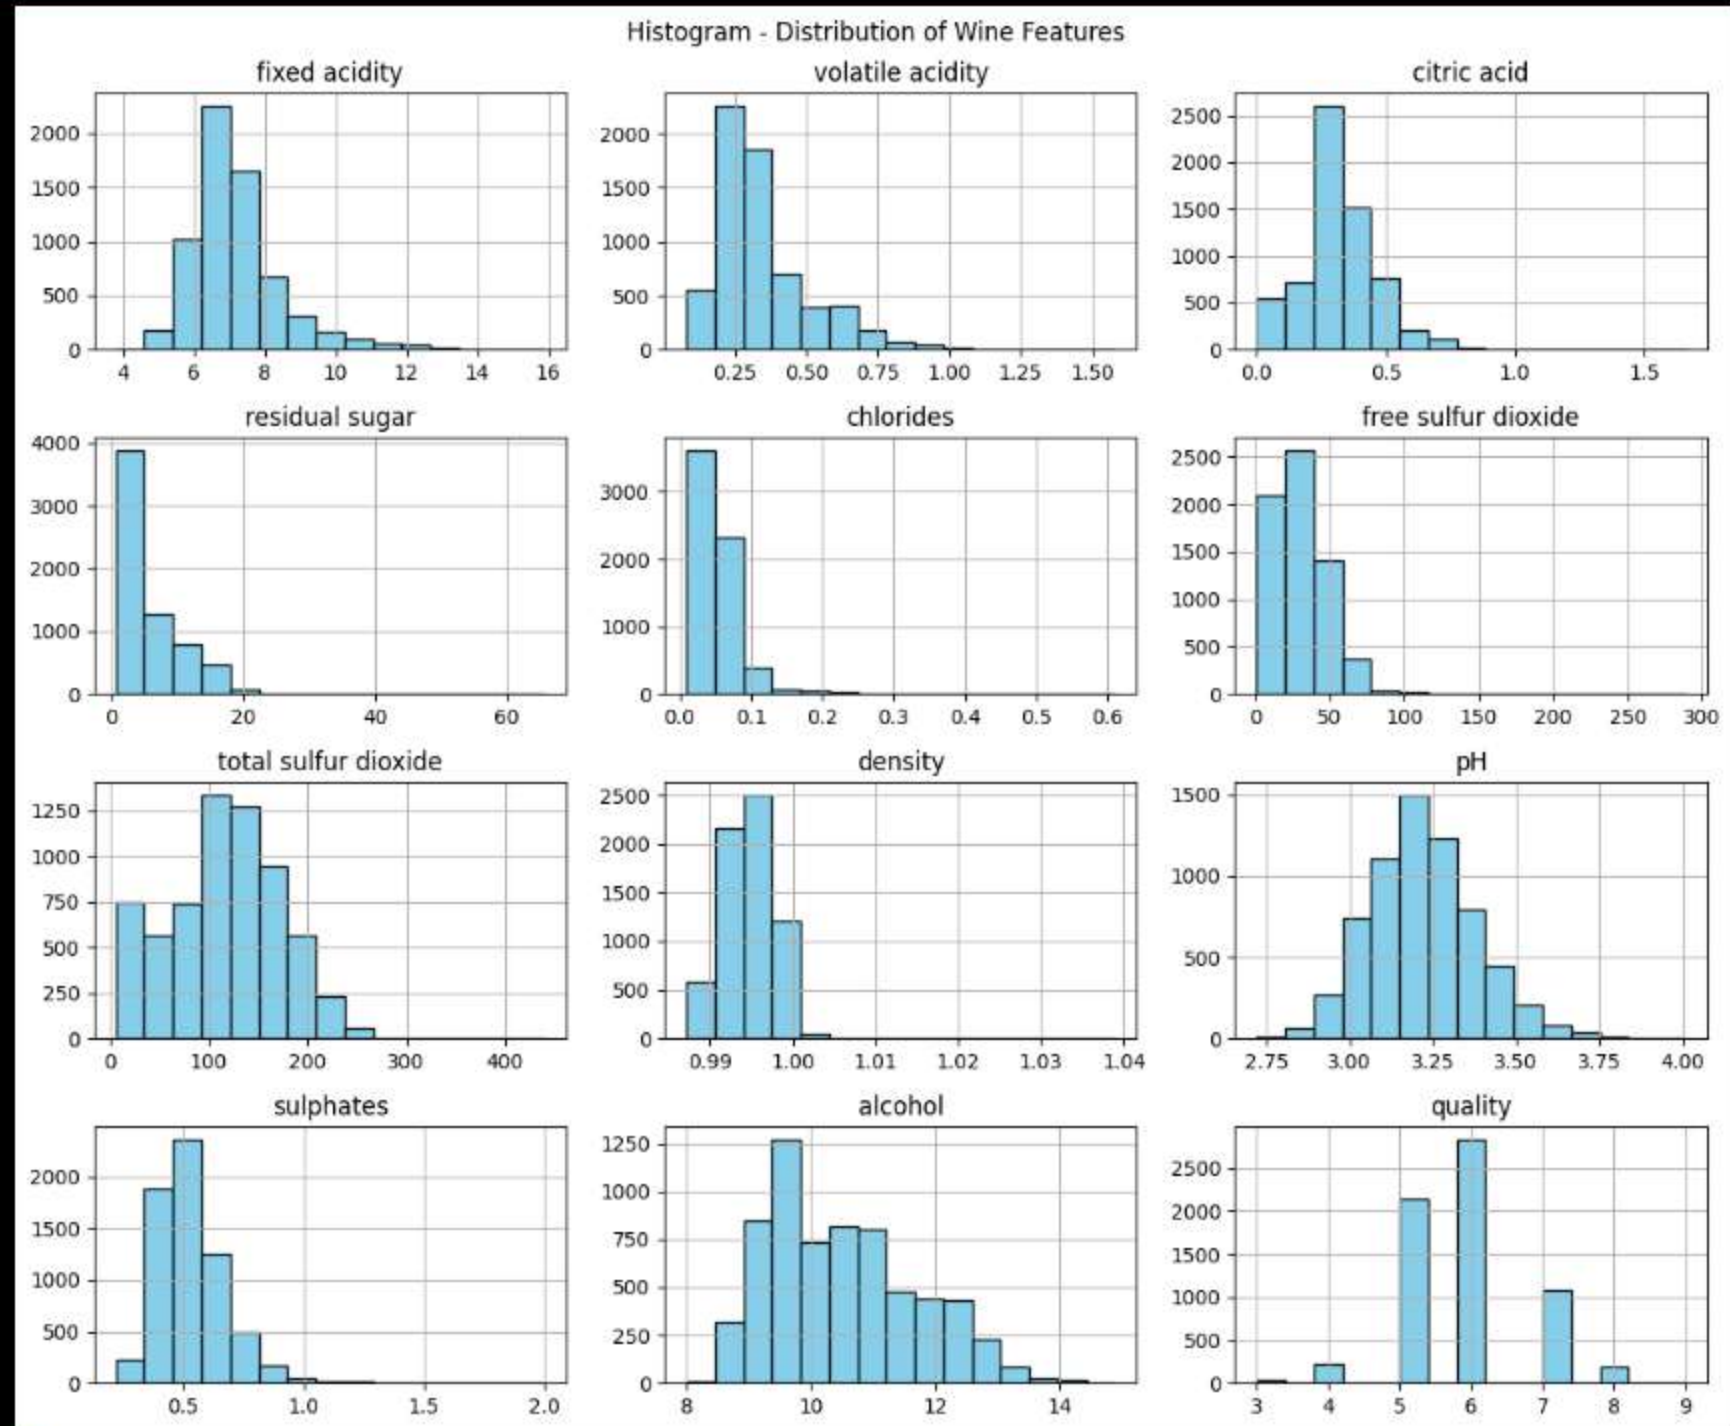 Histogram - Distribution of Wine Features
fixed acidity
2000
1500
1000
500
0
4 6 8 10 12 14 16
volatile acidity
2000
1500
1000
500
0
0.25 0.50 0.75 1.00 1.25 1.50
citric acid
2500
2000
1500
1000
500
0
0.0 0.5 1.0 1.5
residual sugar
4000
3000
2000
1000
0
0 20 40 60
chlorides
3000
2000
1000
0
0.0 0.1 0.2 0.3 0.4 0.5 0.6
free sulfur dioxide
2500
2000
1500
1000
500
0
0 50 100 150 200 250 300
total sulfur dioxide
1250
1000
750
500
250
0
0 100 200 300 400
density
2500
2000
1500
1000
500
0
0.99 1.00 1.01 1.02 1.03 1.04
pH
1500
1000
500
0
2.75 3.00 3.25 3.50 3.75 4.00
sulphates
2000
1500
1000
500
0
0.5 1.0 1.5 2.0
alcohol
1250
1000
750
500
250
0
8 10 12 14
quality
2500
2000
1500
1000
500
0
3 4 5 6 7 8 9